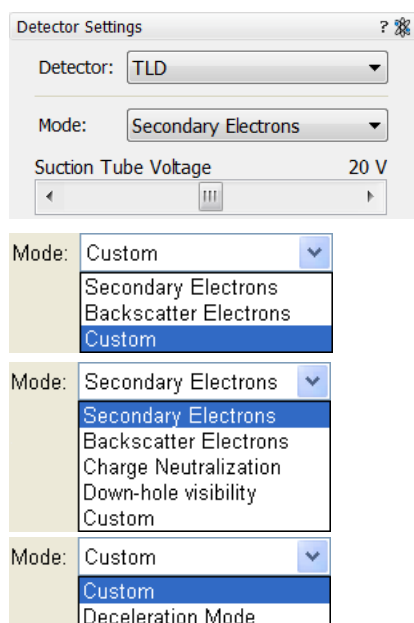 Detector Settings ?
Detector: TLD
Mode: Secondary Electrons
Suction Tube Voltage 20 V
Mode: Custom
Secondary Electrons
Backscatter Electrons
Custom
Mode: Secondary Electrons
Secondary Electrons
Backscatter Electrons
Charge Neutralization
Down-hole visibility
Custom
Mode: Custom
Custom
Deceleration Mode